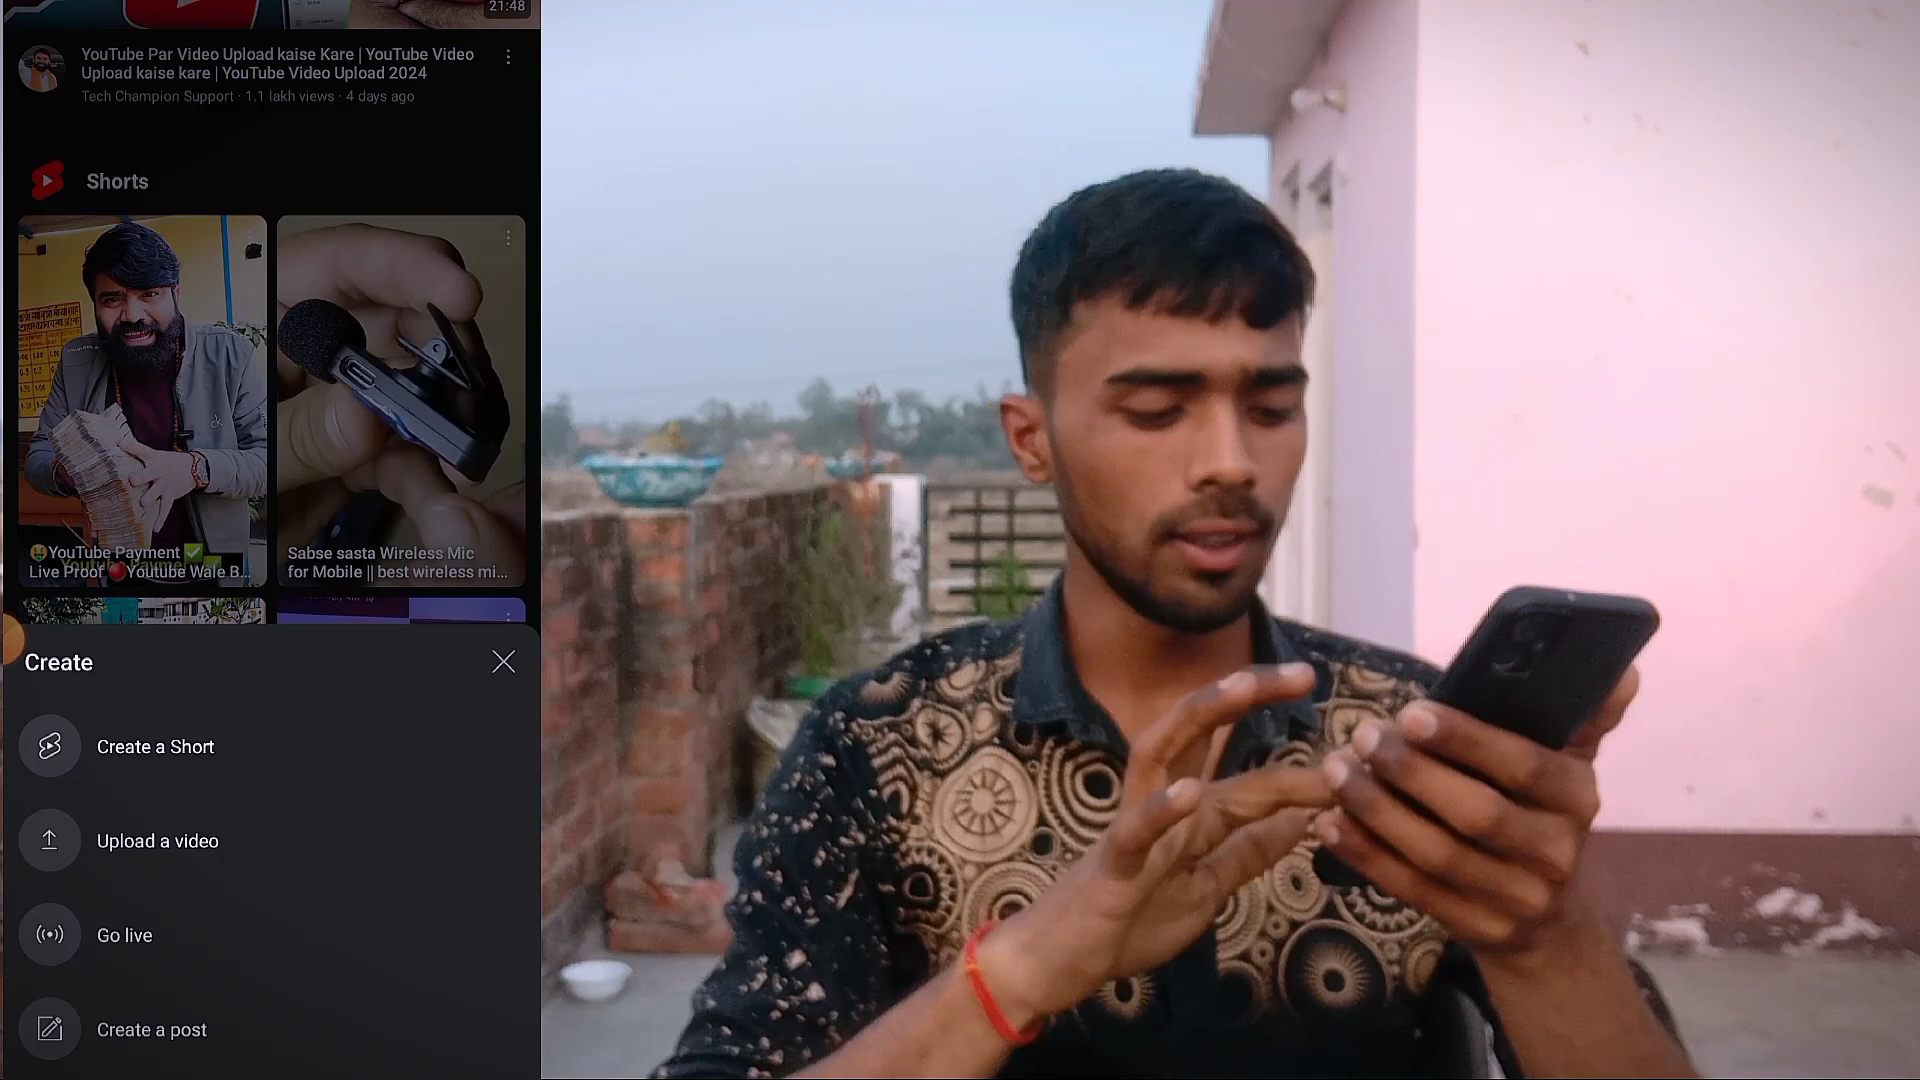 21:48
YouTube Par Video Upload kaise Kare | YouTube Video
Upload kaise kare | YouTube Video Upload 2024
Tech Champion Support · 1.1 lakh views · 4 days ago
Shorts
ck
🤑YouTube Payment ✅
Live Proof 🔴Youtube Wale B...
Sabse sasta Wireless Mic
for Mobile || best wireless mi...
Create
Create a Short
Upload a video
Go live
Create a post